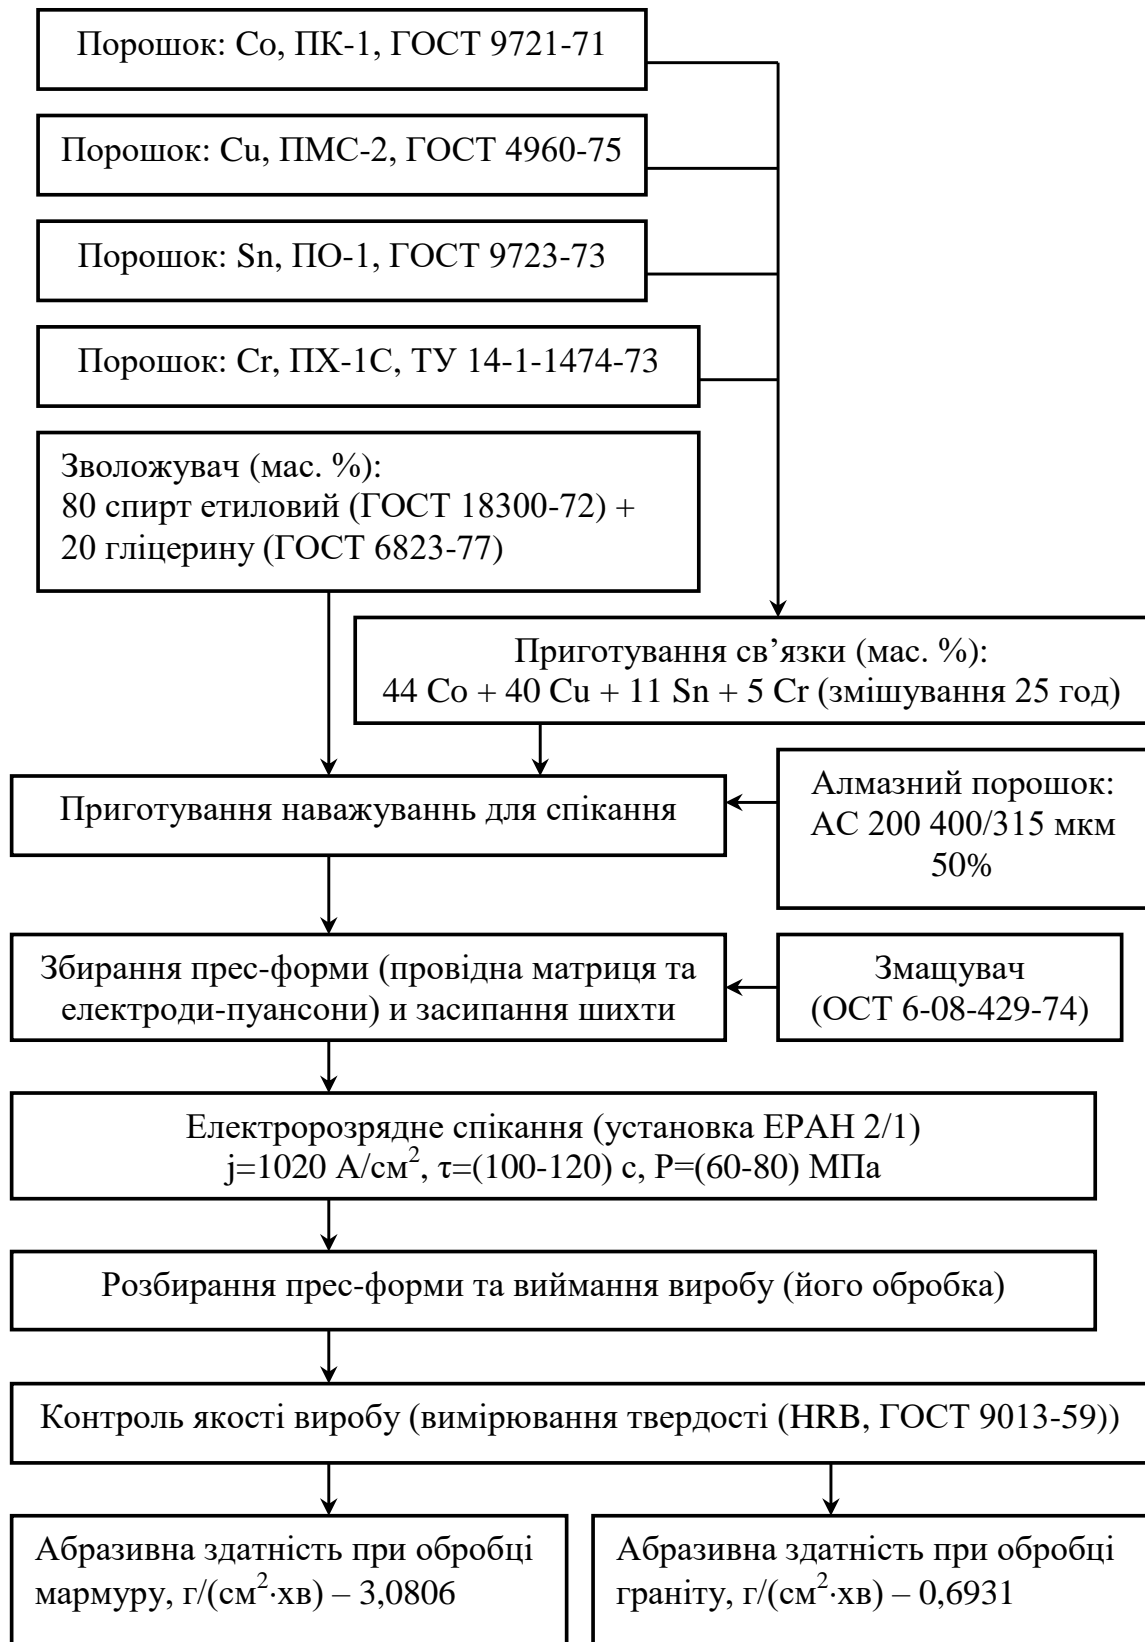 Порошок: Co, ПК-1, ГОСТ 9721-71
Порошок: Cu, ПМС-2, ГОСТ 4960-75
Порошок: Sn, ПО-1, ГОСТ 9723-73
Порошок: Cr, ПХ-1С, ТУ 14-1-1474-73
Зволожувач (мас. %):
80 спирт етиловий (ГОСТ 18300-72) +
20 гліцерину (ГОСТ 6823-77)
Приготування св’язки (мас. %):
44 Co + 40 Cu + 11 Sn + 5 Cr (змішування 25 год)
Приготування наважуваннь для спікання
Алмазний порошок:
АС 200 400/315 мкм
50%
Збирання прес-форми (провідна матриця та
електроди-пуансони) и засипання шихти
Змащувач
(ОСТ 6-08-429-74)
Електророзрядне спікання (установка ЕРАН 2/1)
j=1020 А/см², τ=(100-120) с, Р=(60-80) МПа
Розбирання прес-форми та виймання виробу (його обробка)
Контроль якості виробу (вимірювання твердості (HRB, ГОСТ 9013-59))
Абразивна здатність при обробці
мармуру, г/(см²·хв) – 3,0806
Абразивна здатність при обробці
граніту, г/(см²·хв) – 0,6931